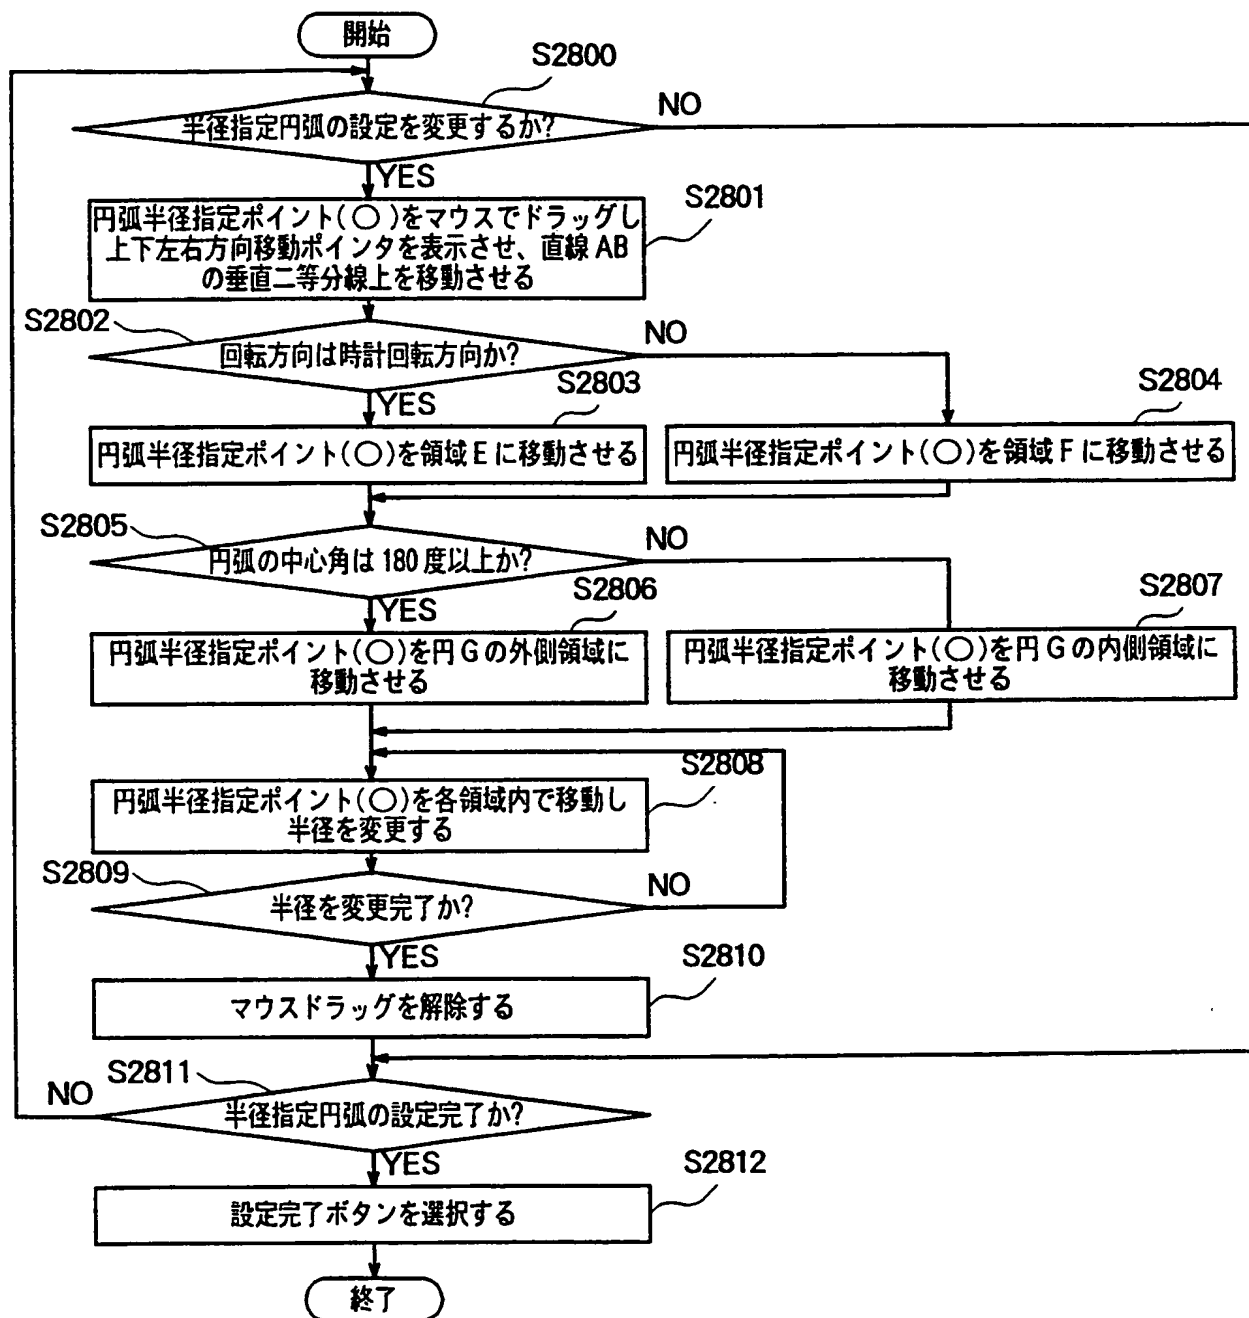 開始
S2800
半径指定円弧の設定を変更するか?
NO
YES
S2801
円弧半径指定ポイント(○)をマウスでドラッグし
上下左右方向移動ポインタを表示させ、直線AB
の垂直二等分線上を移動させる
S2802
回転方向は時計回転方向か?
NO
YES
S2803
S2804
円弧半径指定ポイント(○)を領域Eに移動させる
円弧半径指定ポイント(○)を領域Fに移動させる
S2805
円弧の中心角は180度以上か?
NO
YES
S2806
S2807
円弧半径指定ポイント(○)を円Gの外側領域に
移動させる
円弧半径指定ポイント(○)を円Gの内側領域に
移動させる
S2808
円弧半径指定ポイント(○)を各領域内で移動し
半径を変更する
S2809
半径を変更完了か?
NO
YES
S2810
マウスドラッグを解除する
S2811
NO
半径指定円弧の設定完了か?
YES
S2812
設定完了ボタンを選択する
終了